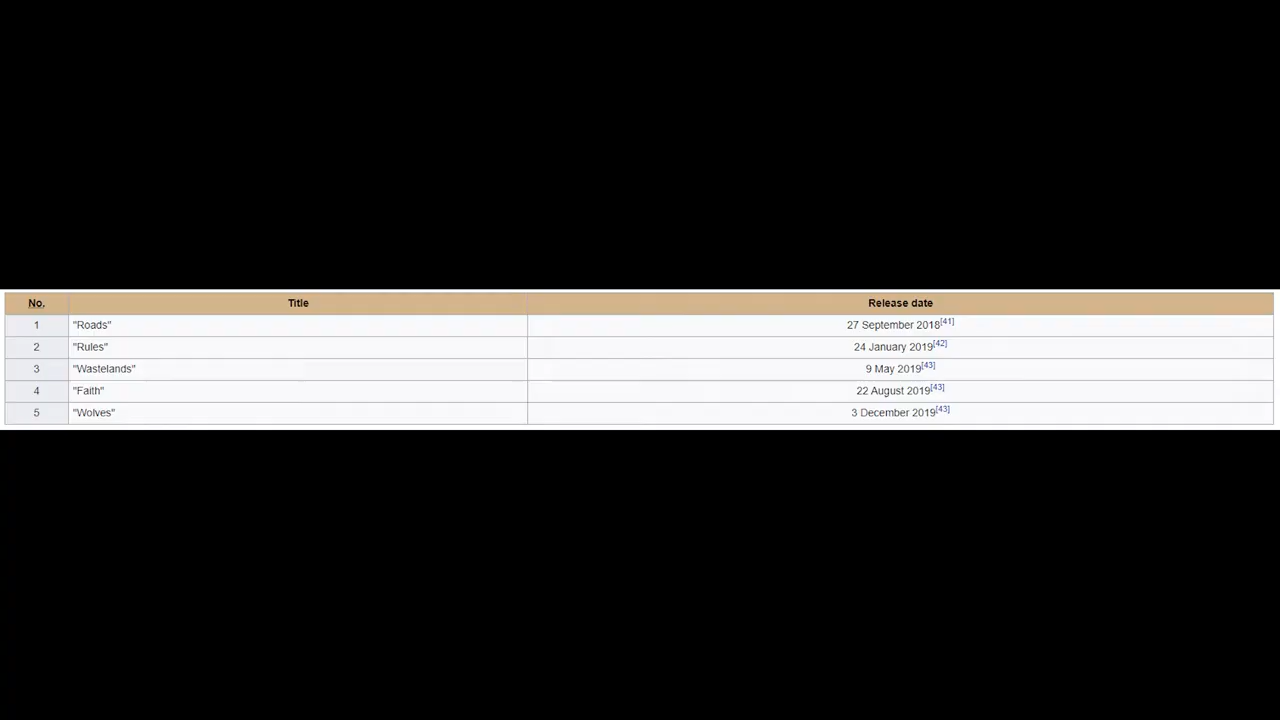 No. Title Release date
1 "Roads" 27 September 2018[41]
2 "Rules" 24 January 2019[42]
3 "Wastelands" 9 May 2019[43]
4 "Faith" 22 August 2019[43]
5 "Wolves" 3 December 2019[43]